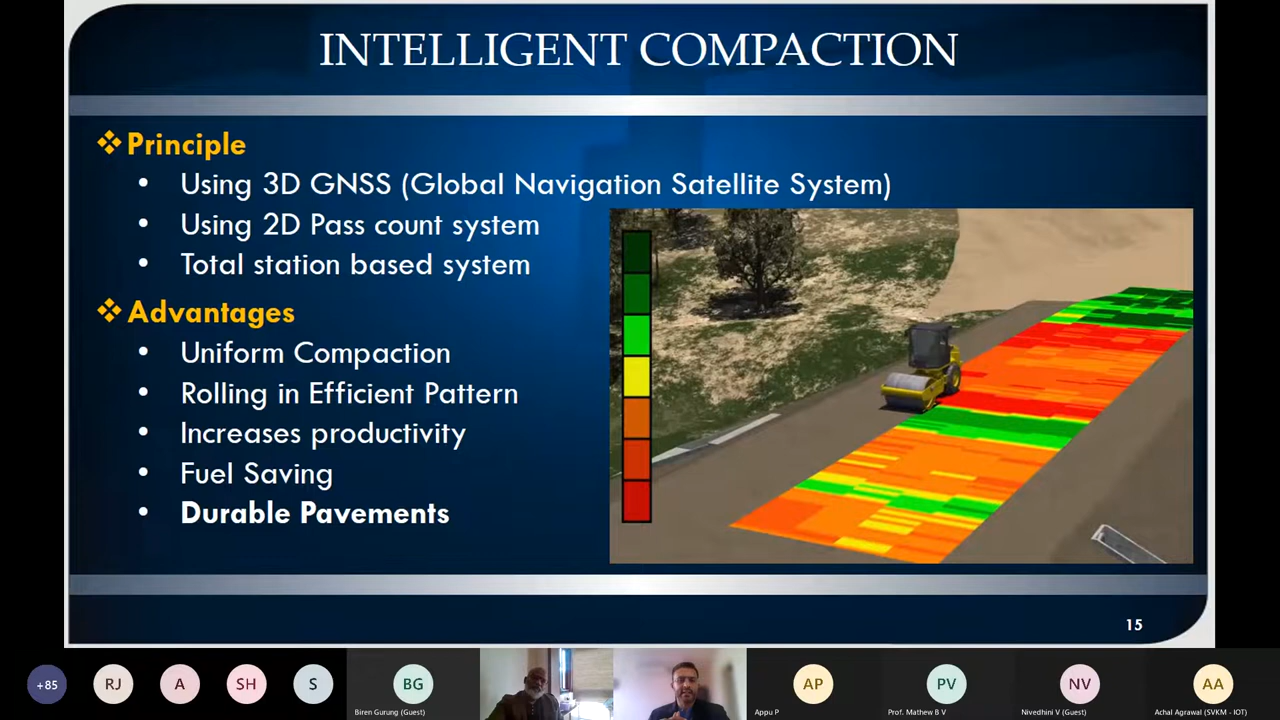 INTELLIGENT COMPACTION
❖ Principle
• Using 3D GNSS (Global Navigation Satellite System)
• Using 2D Pass count system
• Total station based system
❖ Advantages
• Uniform Compaction
• Rolling in Efficient Pattern
• Increases productivity
• Fuel Saving
• Durable Pavements
15
+85
RJ
A
SH
S
BG
AP
PV
NV
AA
Biren Gurung (Guest)
Appu P
Prof. Mathew B V
Nivedhini V (Guest)
Achal Agrawal (SVKM - IOT)